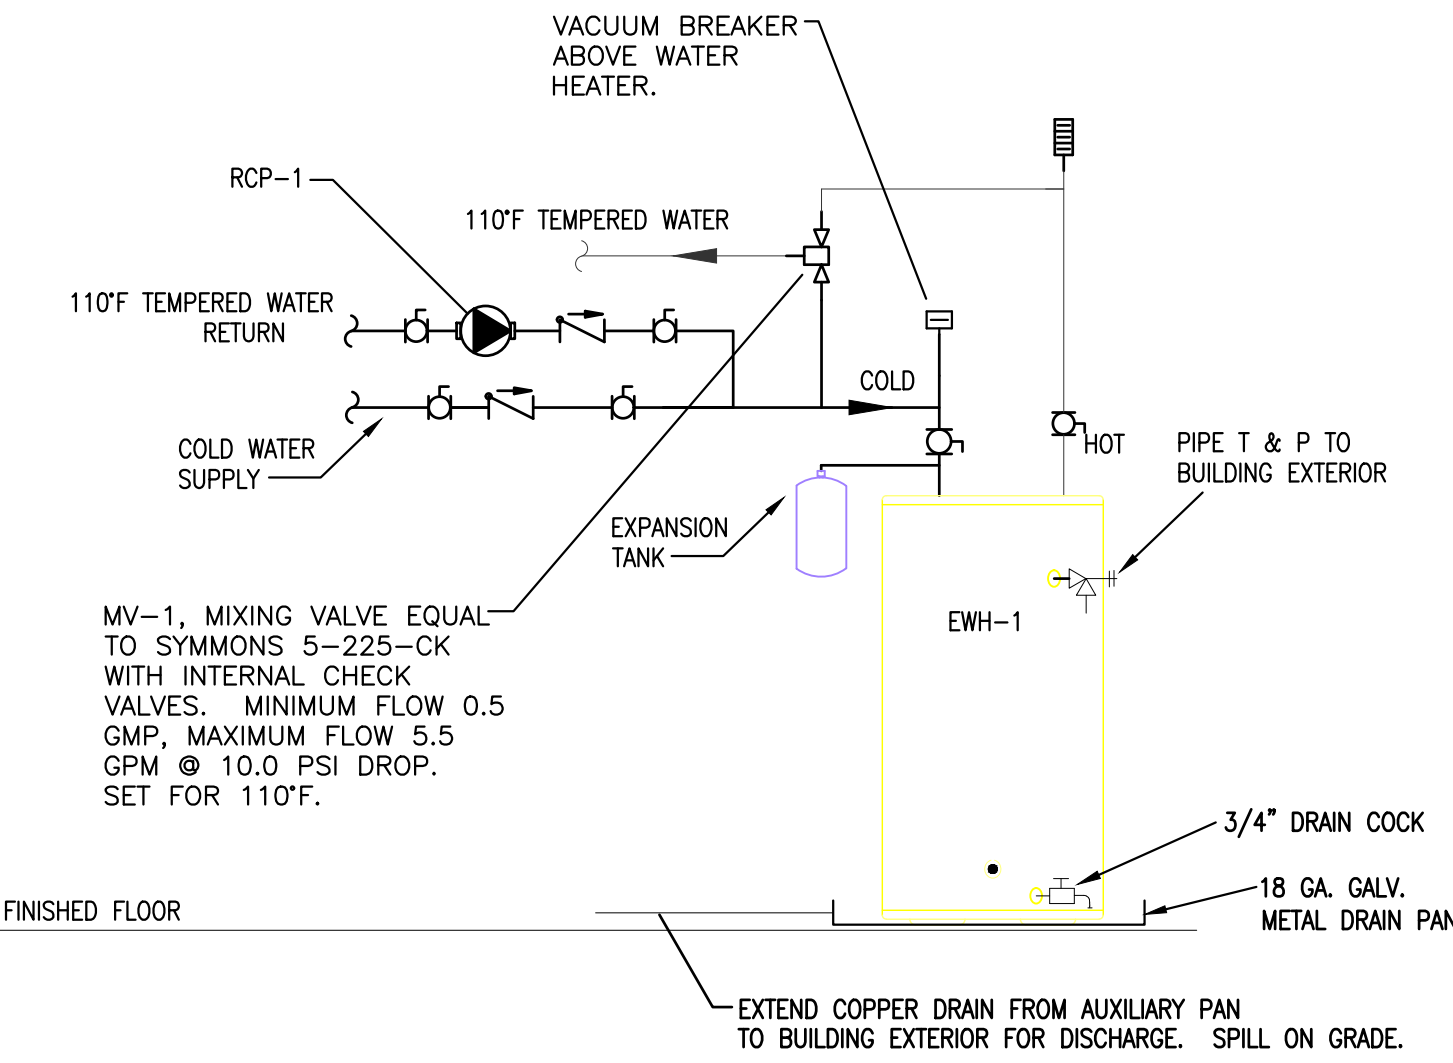 VACUUM BREAKER
ABOVE WATER
HEATER.
RCP-1
110°F TEMPERED WATER
110°F TEMPERED WATER
RETURN
COLD
COLD WATER
SUPPLY
HOT
PIPE T & P TO
BUILDING EXTERIOR
EXPANSION
TANK
MV-1, MIXING VALVE EQUAL
TO SYMMONS 5-225-CK
WITH INTERNAL CHECK
VALVES. MINIMUM FLOW 0.5
GMP, MAXIMUM FLOW 5.5
GPM @ 10.0 PSI DROP.
SET FOR 110°F.
EWH-1
3/4" DRAIN COCK
18 GA. GALV.
METAL DRAIN PAN
FINISHED FLOOR
EXTEND COPPER DRAIN FROM AUXILIARY PAN
TO BUILDING EXTERIOR FOR DISCHARGE. SPILL ON GRADE.